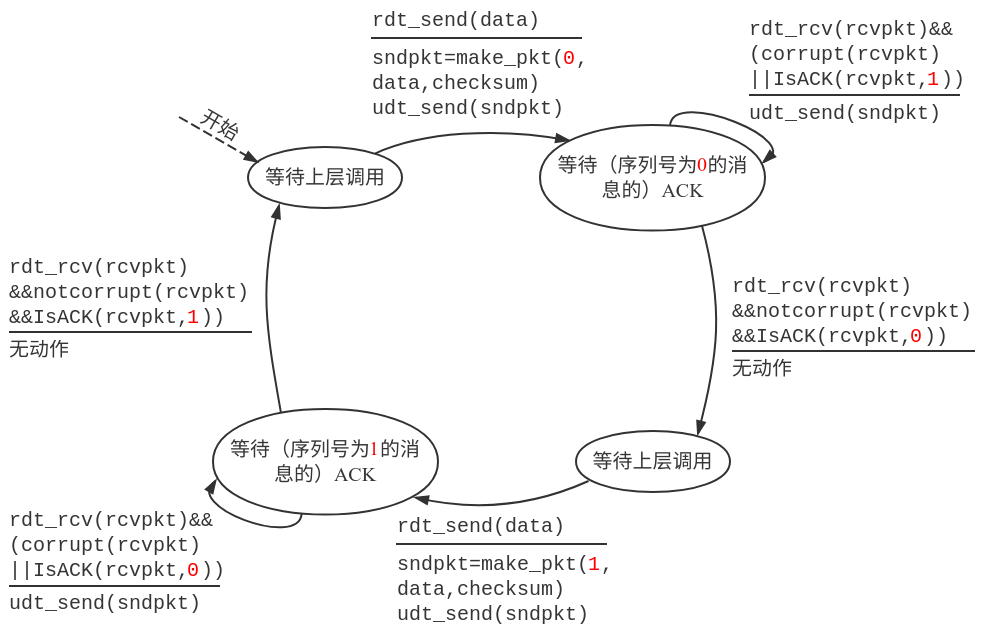 rdt_send(data)
sndpkt=make_pkt(0,
data,checksum)
udt_send(sndpkt)
rdt_rcv(rcvpkt)&&
(corrupt(rcvpkt)
||IsACK(rcvpkt,1))
udt_send(sndpkt)
开始
等待上层调用
等待（序列号为0的消
息的）ACK
rdt_rcv(rcvpkt)
&&notcorrupt(rcvpkt)
&&IsACK(rcvpkt,1))
无动作
rdt_rcv(rcvpkt)
&&notcorrupt(rcvpkt)
&&IsACK(rcvpkt,0))
无动作
等待（序列号为1的消
息的）ACK
等待上层调用
rdt_rcv(rcvpkt)&&
(corrupt(rcvpkt)
||IsACK(rcvpkt,0))
udt_send(sndpkt)
rdt_send(data)
sndpkt=make_pkt(1,
data,checksum)
udt_send(sndpkt)